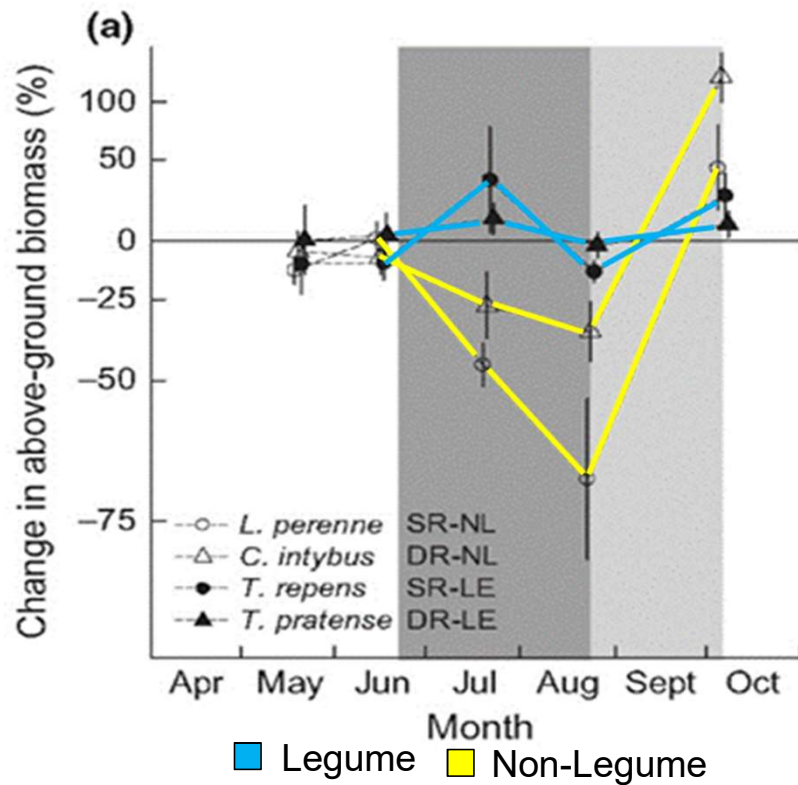 (a)
Change in above-ground biomass (%)
100
50
0
–25
–50
–75
L. perenne SR-NL
C. intybus DR-NL
T. repens SR-LE
T. pratense DR-LE
Apr May Jun Jul Aug Sept Oct
Month
Legume Non-Legume